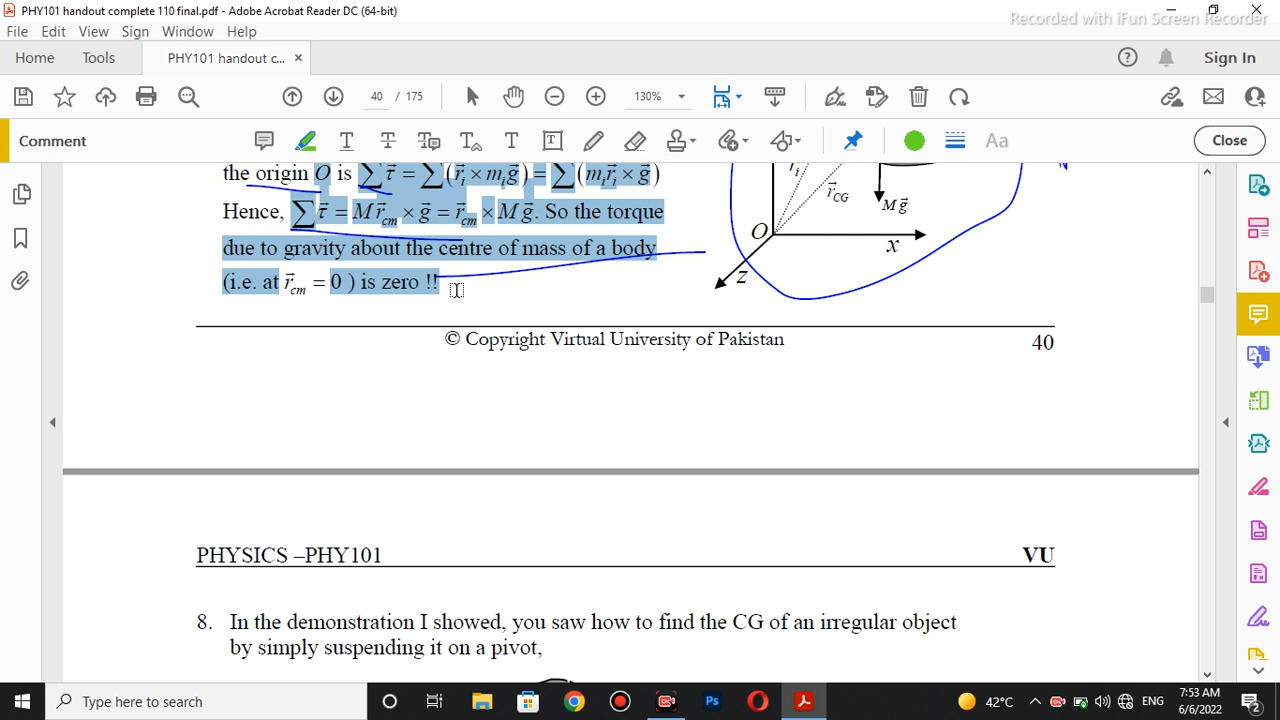 PHY101 handout complete 110 final.pdf - Adobe Acrobat Reader DC (64-bit)
Recorded with iFun Screen Recorder
File Edit View Sign Window Help
Home Tools PHY101 handout c... × Sign In
40 / 175 130%
Comment Close
the origin O is ∑τ⃗ = ∑(r⃗ᵢ × mᵢg⃗) = ∑(mᵢr⃗ᵢ × g⃗)
Hence, ∑τ⃗ = Mr⃗cm × g⃗ = r⃗cm × Mg⃗. So the torque
due to gravity about the centre of mass of a body
(i.e. at r⃗cm = 0 ) is zero !!
rᵢ
r⃗CG
Mg⃗
O
x
z
© Copyright Virtual University of Pakistan 40
PHYSICS –PHY101 VU
8. In the demonstration I showed, you saw how to find the CG of an irregular object
by simply suspending it on a pivot,
Type here to search
Ps
42°C
ENG
7:53 AM
6/6/2022
2